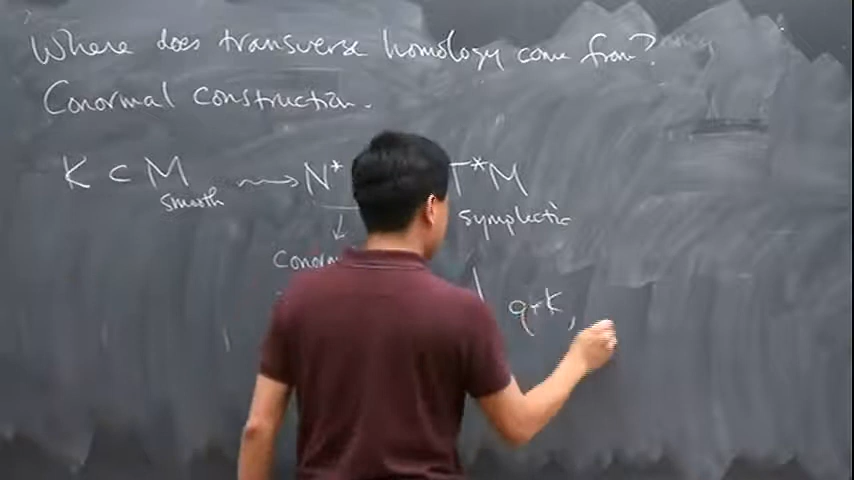 Where does transverse homology come from?
Conormal construction.
K ⊂ M ⟿ N* T*M
smooth symplectic
Conorm
| q∈K,